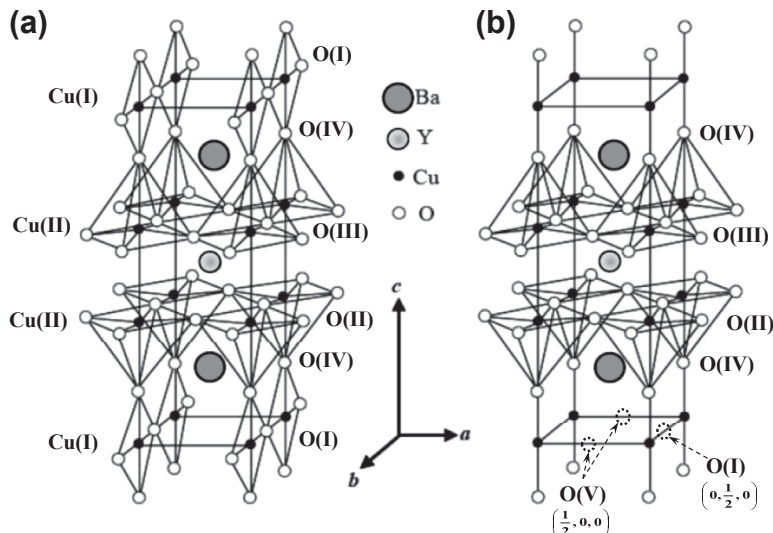 (a)
O(I)
Cu(I)
O(IV)
Cu(II)
O(III)
Cu(II)
O(II)
O(IV)
Cu(I)
O(I)
Ba
Y
Cu
O
c
a
b
(b)
O(IV)
O(III)
O(II)
O(IV)
O(I)
(0, 1/2, 0)
O(V)
(1/2, 0, 0)